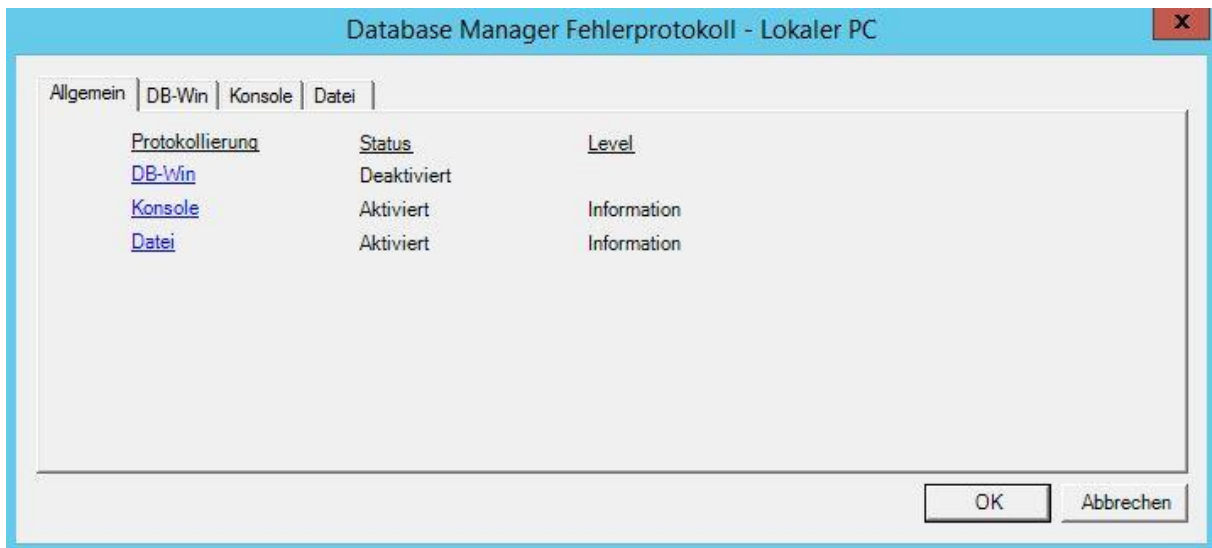 Database Manager Fehlerprotokoll - Lokaler PC
x
Allgemein DB-Win Konsole Datei
Protokollierung Status Level
DB-Win Deaktiviert
Konsole Aktiviert Information
Datei Aktiviert Information
OK Abbrechen